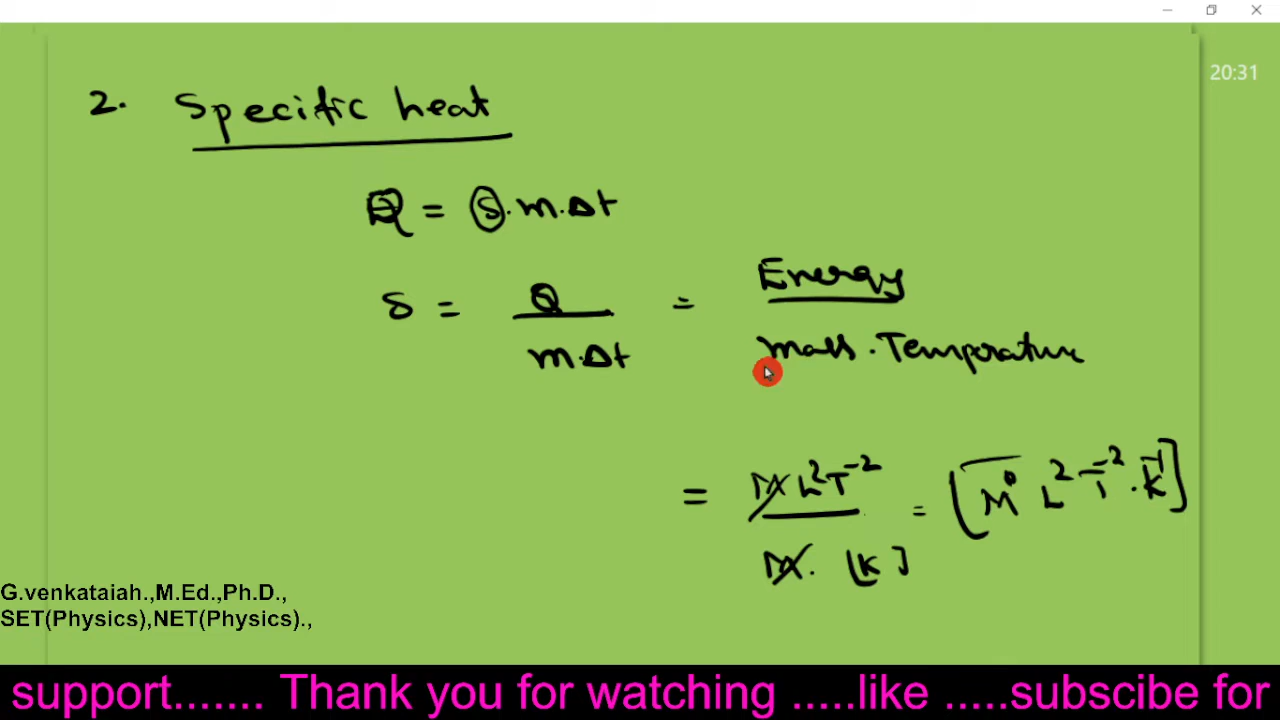 20:31
2. Specific heat
Q = S.m.Δt
S = Q / m.Δt = Energy / mass.Temperature
= M L² T⁻² / M. [K] = [M⁰ L² T⁻².K⁻¹]
G.venkataiah.,M.Ed.,Ph.D.,
SET(Physics),NET(Physics).,
support....... Thank you for watching .....like .....subscibe for